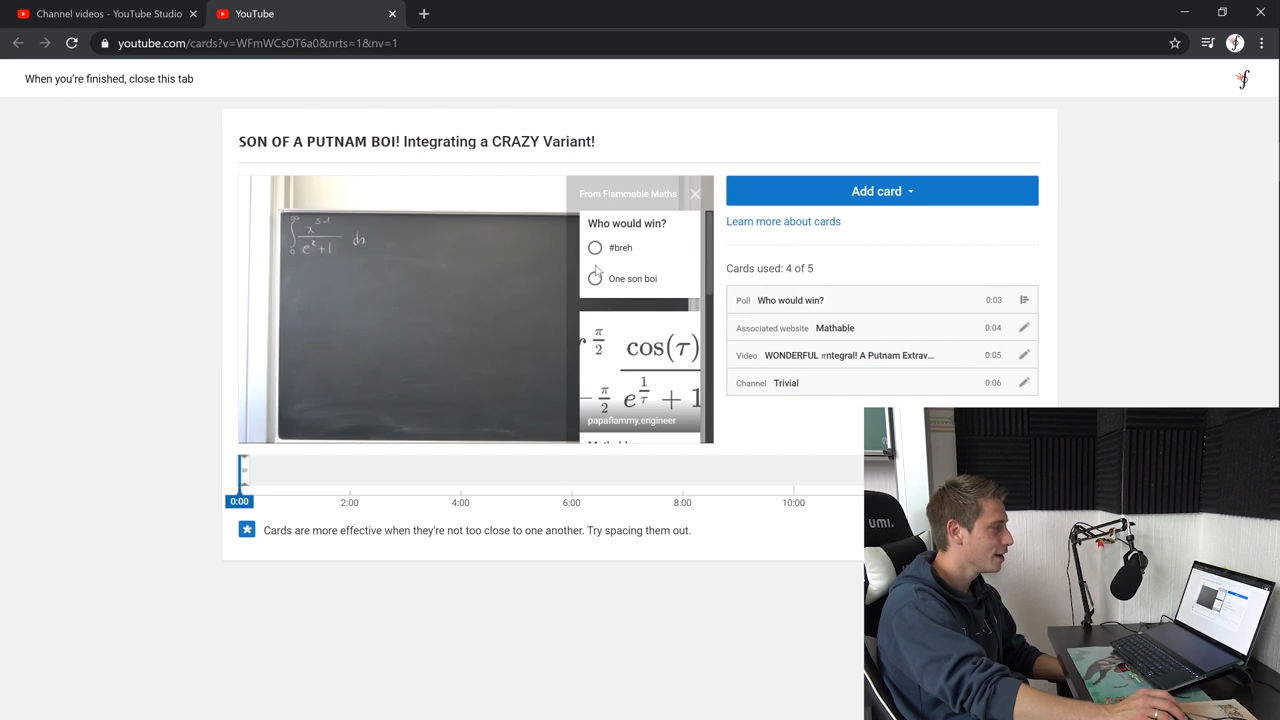 Channel videos - YouTube Studio
YouTube
youtube.com/cards?v=WFmWCsOT6a0&nrts=1&nv=1
When you're finished, close this tab
SON OF A PUTNAM BOI! Integrating a CRAZY Variant!
From Flammable Maths
Who would win?
#breh
One son boi
π/2 cos(τ)
-π/2 e^(1/τ) + 1
papaflammy.engineer
Add card
Learn more about cards
Cards used: 4 of 5
Poll Who would win? 0:03
Associated website Mathable 0:04
Video WONDERFUL πntegral! A Putnam Extrav... 0:05
Channel Trivial 0:06
0:00 2:00 4:00 6:00 8:00 10:00
Cards are more effective when they're not too close to one another. Try spacing them out.
umi.